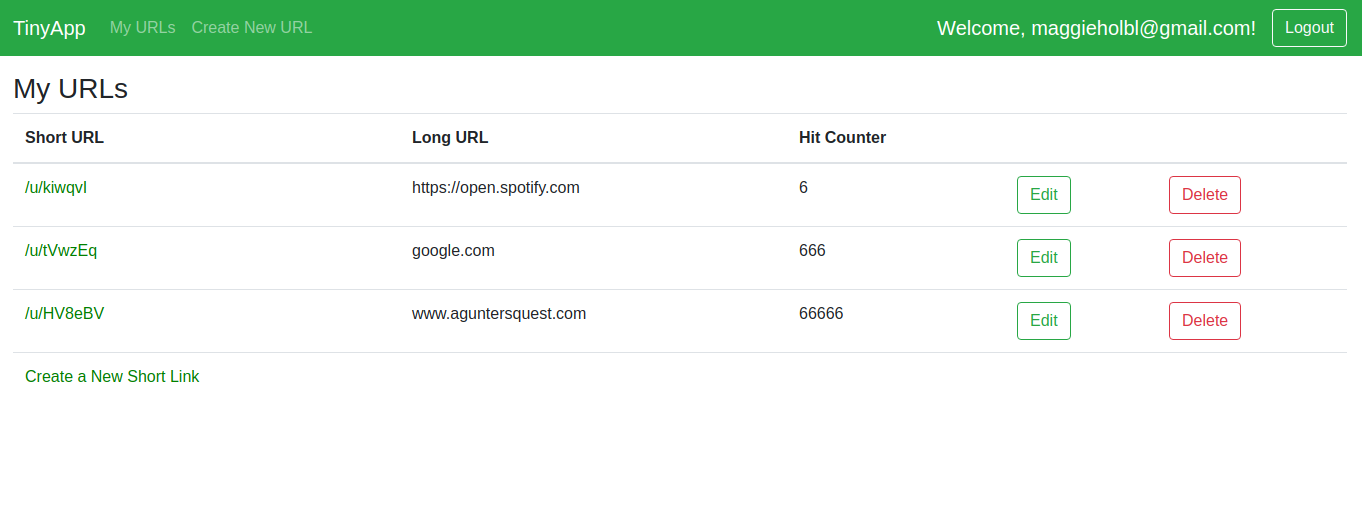 TinyApp My URLs Create New URL Welcome, maggieholbl@gmail.com! Logout
My URLs
Short URL Long URL Hit Counter
/u/kiwqvI https://open.spotify.com 6 Edit Delete
/u/tVwzEq google.com 666 Edit Delete
/u/HV8eBV www.aguntersquest.com 66666 Edit Delete
Create a New Short Link